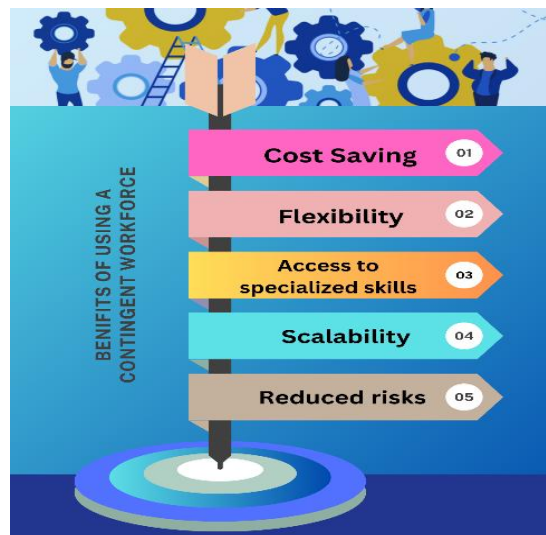 BENIFITS OF USING A
CONTINGENT WORKFORCE
Cost Saving 01
Flexibility 02
Access to
specialized skills 03
Scalability 04
Reduced risks 05